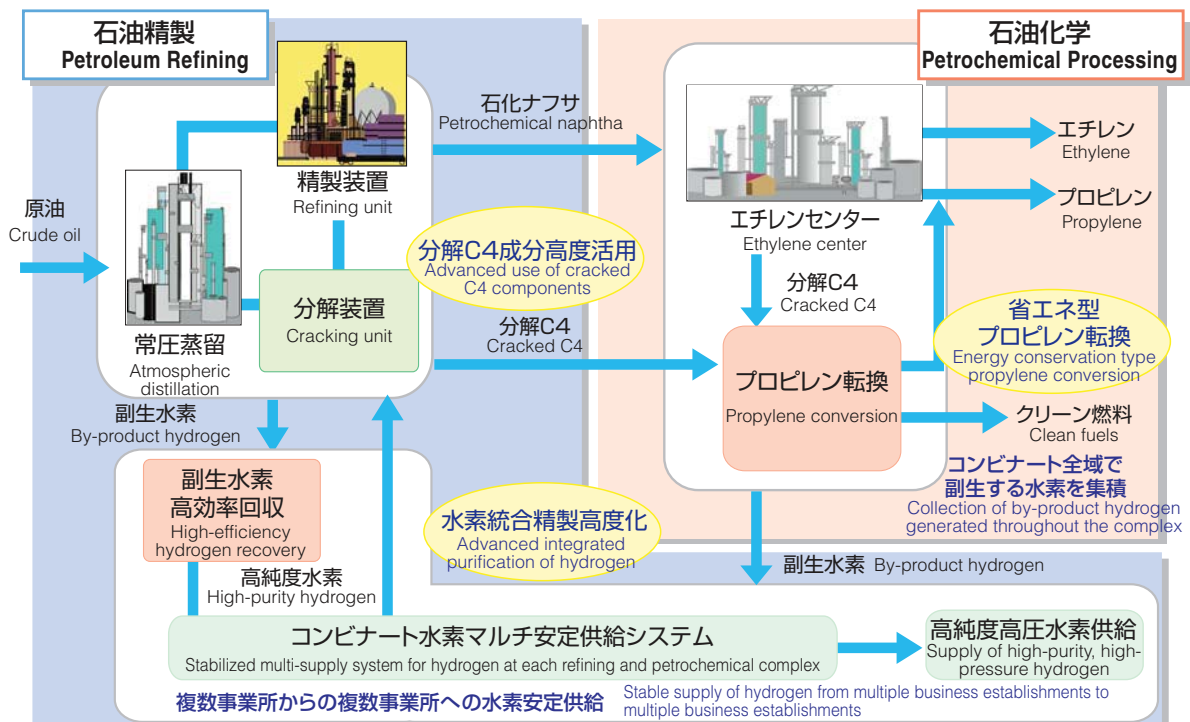 石油精製
Petroleum Refining
石油化学
Petrochemical Processing
原油
Crude oil
精製装置
Refining unit
常圧蒸留
Atmospheric
distillation
分解装置
Cracking unit
石化ナフサ
Petrochemical naphtha
分解C4成分高度活用
Advanced use of cracked
C4 components
分解C4
Cracked C4
エチレンセンター
Ethylene center
分解C4
Cracked C4
エチレン
Ethylene
プロピレン
Propylene
プロピレン転換
Propylene conversion
省エネ型
プロピレン転換
Energy conservation type
propylene conversion
クリーン燃料
Clean fuels
コンビナート全域で
副生する水素を集積
Collection of by-product hydrogen
generated throughout the complex
副生水素
By-product hydrogen
副生水素
高効率回収
High-efficiency
hydrogen recovery
高純度水素
High-purity hydrogen
水素統合精製高度化
Advanced integrated
purification of hydrogen
副生水素 By-product hydrogen
コンビナート水素マルチ安定供給システム
Stabilized multi-supply system for hydrogen at each refining and petrochemical complex
高純度高圧水素供給
Supply of high-purity, high-
pressure hydrogen
複数事業所からの複数事業所への水素安定供給
Stable supply of hydrogen from multiple business establishments to
multiple business establishments